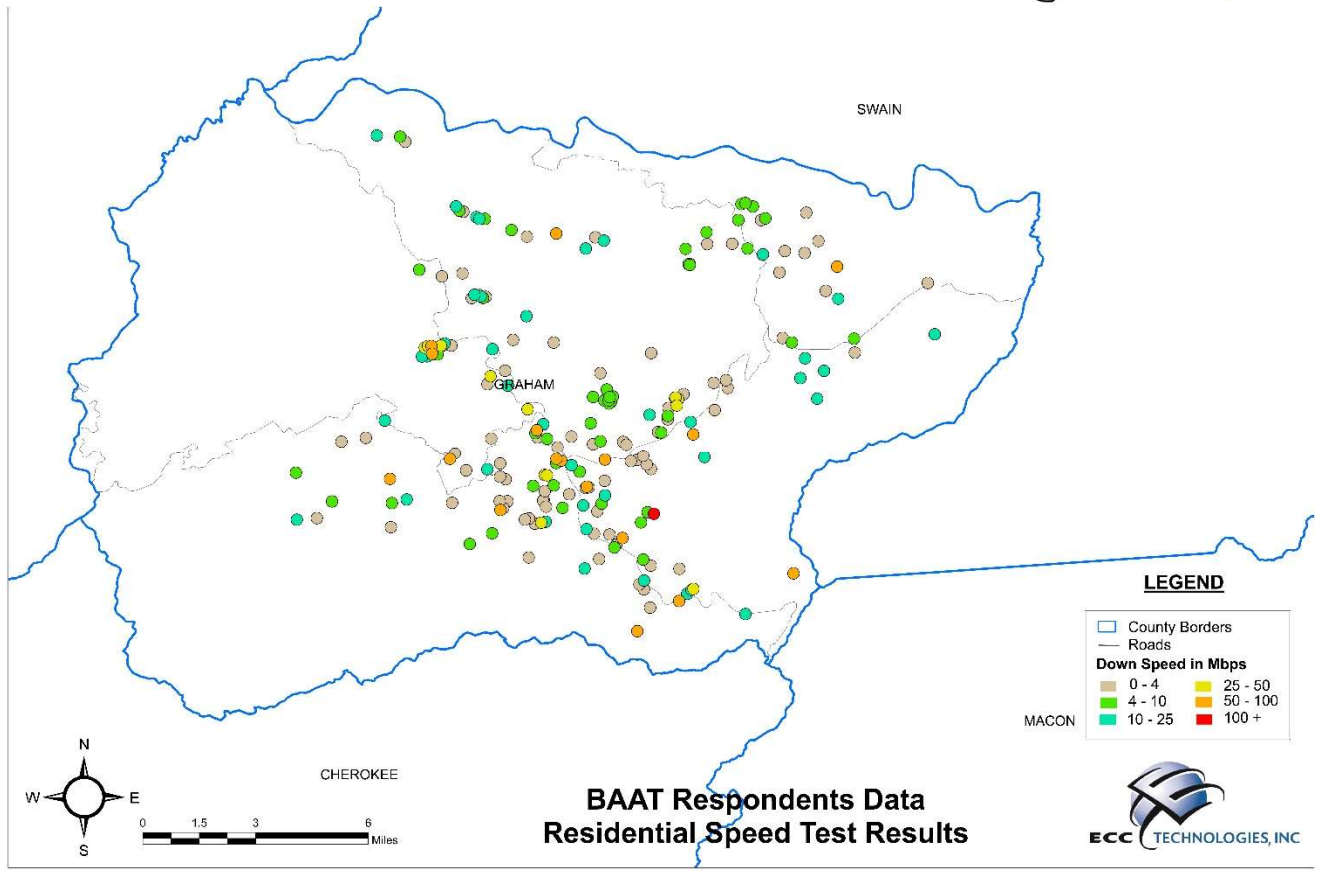 SWAIN
GRAHAM
LEGEND
County Borders
Roads
Down Speed in Mbps
0 - 4
25 - 50
4 - 10
50 - 100
10 - 25
100 +
MACON
N
W E
S
CHEROKEE
0 1.5 3 6
Miles
BAAT Respondents Data
Residential Speed Test Results
ECC TECHNOLOGIES, INC